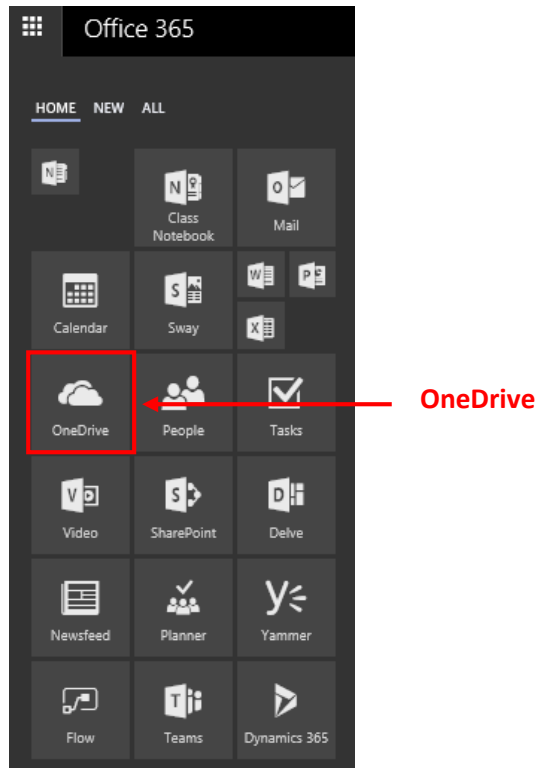 Office 365
HOME NEW ALL
N
N
Class
Notebook
O
Mail
Calendar
S
Sway
W
P
X
OneDrive
People
Tasks
OneDrive
V
Video
S
SharePoint
D
Delve
Newsfeed
Planner
Y
Yammer
Flow
T
Teams
Dynamics 365